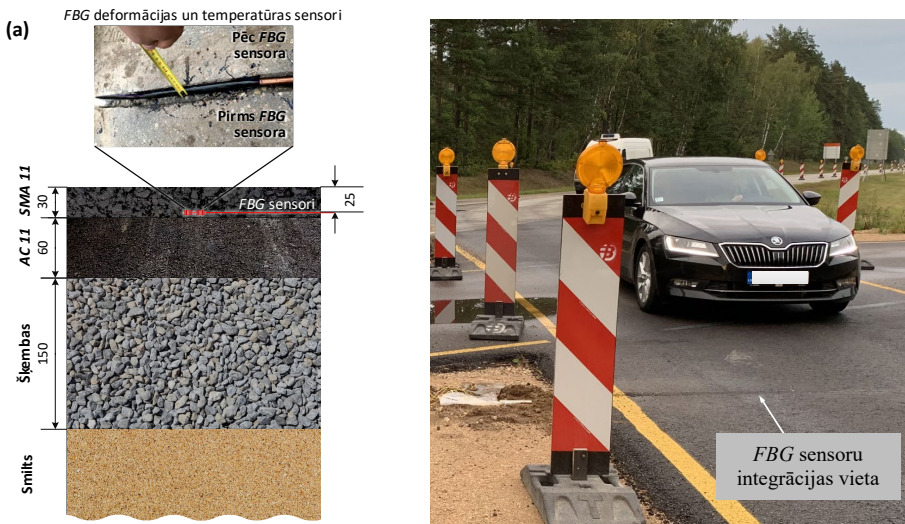 FBG deformācijas un temperatūras sensori
(a)
Pēc FBG
sensora
Pirms FBG
sensora
SMA 11
30
FBG sensori
25
AC 11
60
Šķembas
150
Smilts
FBG sensoru
integrācijas vieta